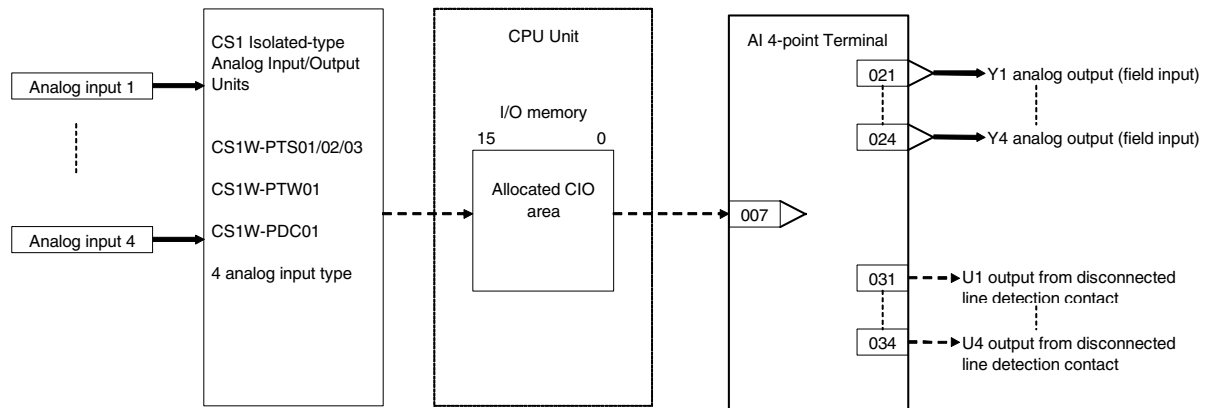 Analog input 1
Analog input 4
CS1 Isolated-type
Analog Input/Output
Units
CS1W-PTS01/02/03
CS1W-PTW01
CS1W-PDC01
4 analog input type
CPU Unit
I/O memory
15 0
Allocated CIO
area
AI 4-point Terminal
007
021
Y1 analog output (field input)
024
Y4 analog output (field input)
031
U1 output from disconnected
line detection contact
034
U4 output from disconnected
line detection contact